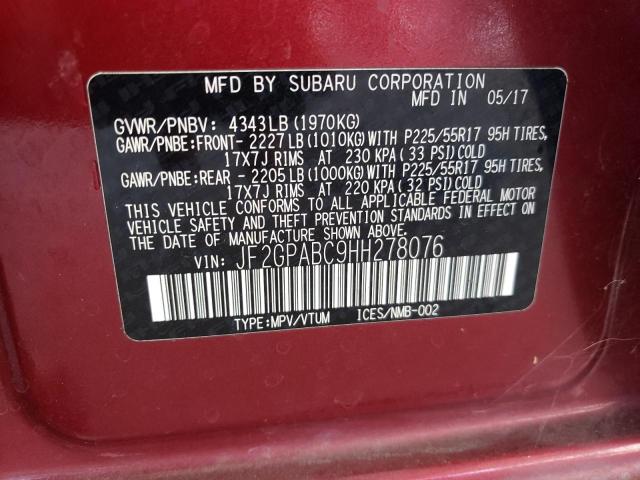 MFD BY SUBARU CORPORATION
MFD IN 05/17
GVWR/PNBV: 4343LB(1970KG)
GAWR/PNBE:FRONT- 2227LB(1010KG)WITH P225/55R17 95H TIRES,
17X7J RIMS AT 230 KPA(33 PSI)COLD
GAWR/PNBE:REAR - 2205LB(1000KG)WITH P225/55R17 95H TIRES,
17X7J RIMS AT 220 KPA(32 PSI)COLD
THIS VEHICLE CONFORMS TO ALL APPLICABLE FEDERAL MOTOR
VEHICLE SAFETY AND THEFT PREVENTION STANDARDS IN EFFECT ON
THE DATE OF MANUFACTURE SHOWN ABOVE.
VIN: JF2GPABC9HH278076
TYPE:MPV/VTUM ICES/NMB-002